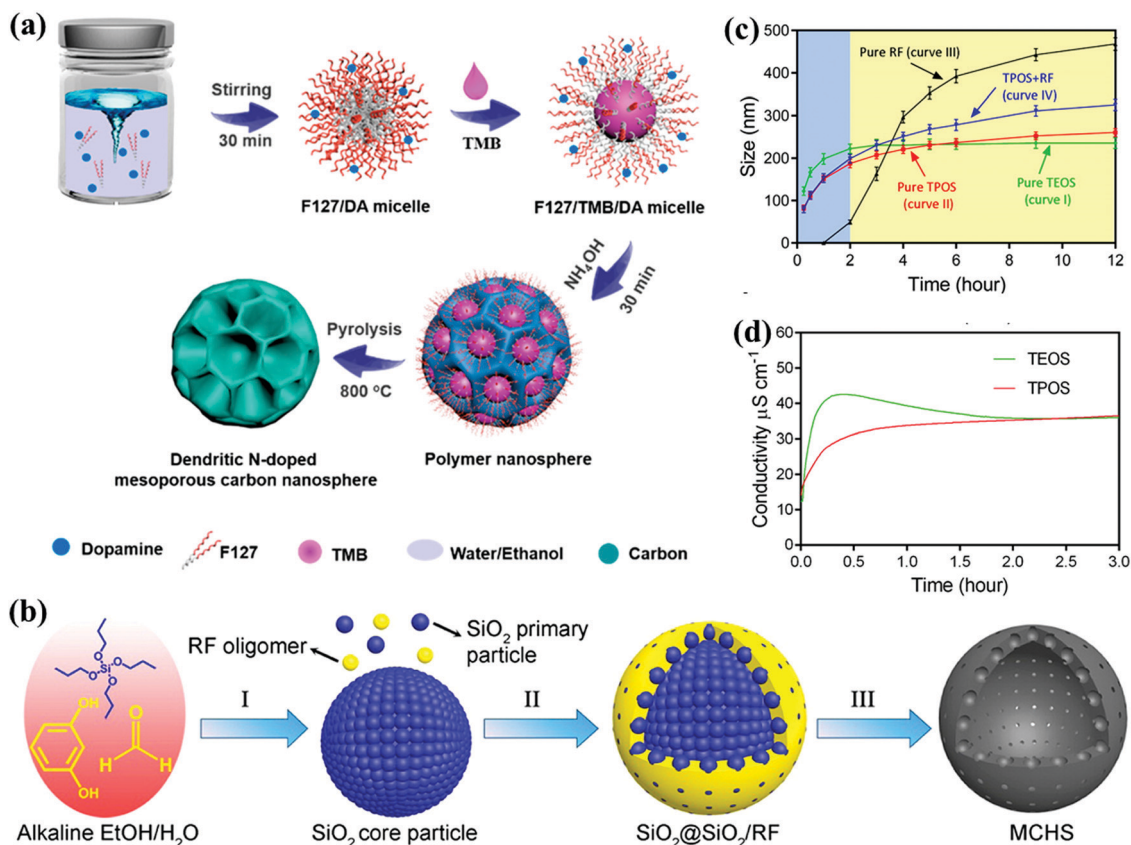 (a)
Stirring
30 min
TMB
F127/DA micelle
F127/TMB/DA micelle
NH₄OH
30 min
Pyrolysis
800 °C
Dendritic N-doped
mesoporous carbon nanosphere
Polymer nanosphere
Dopamine
F127
TMB
Water/Ethanol
Carbon
(c)
Size (nm)
500
400
300
200
100
0
Pure RF (curve III)
TPOS+RF
(curve IV)
Pure TPOS
(curve II)
Pure TEOS
(curve I)
0 2 4 6 8 10 12
Time (hour)
(d)
Conductivity μS cm⁻¹
60
50
40
30
20
10
0
TEOS
TPOS
0.0 0.5 1.0 1.5 2.0 2.5 3.0
Time (hour)
(b)
O
Si
O
O
O
OH
OH
O
H
H
Alkaline EtOH/H₂O
I
RF oligomer
SiO₂ primary
particle
SiO₂ core particle
II
SiO₂@SiO₂/RF
III
MCHS